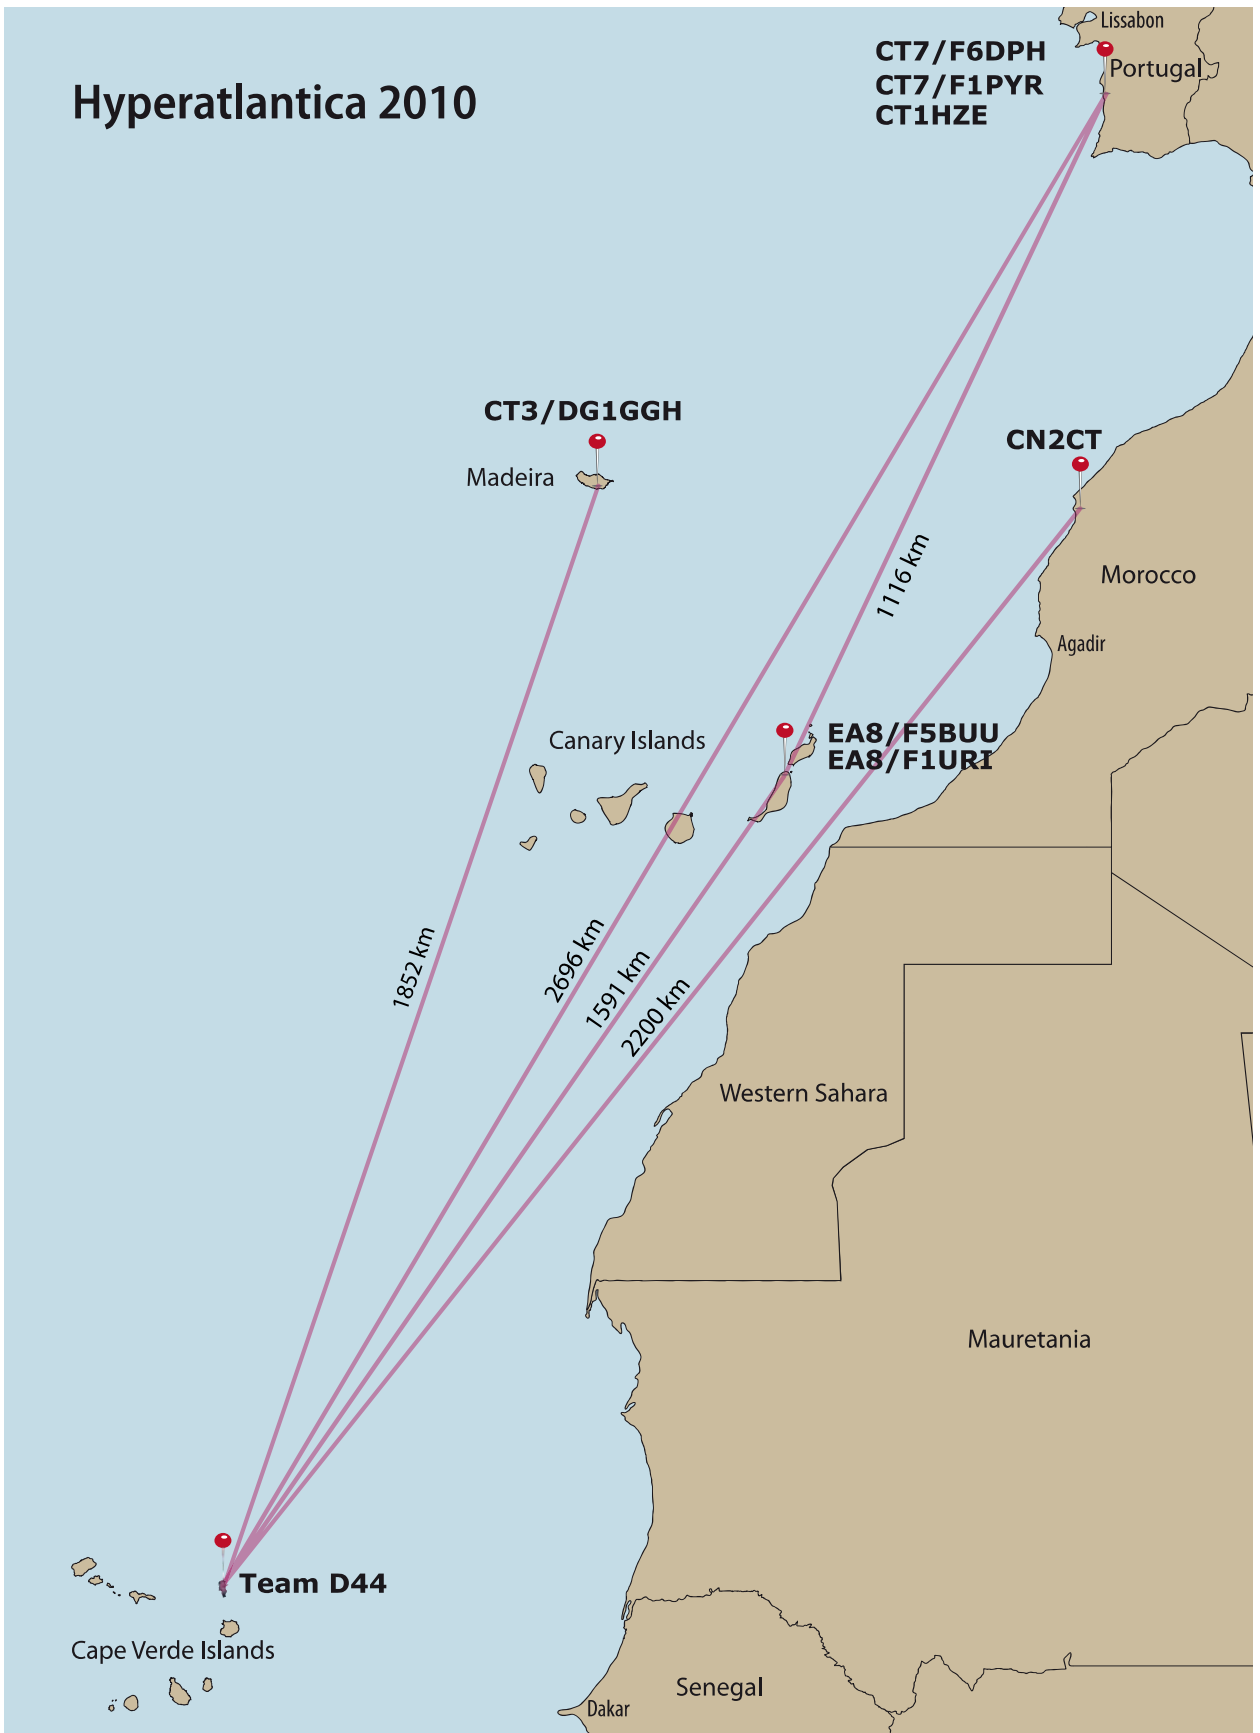 Lissabon
CT7/F6DPH
Portugal
CT7/F1PYR
Hyperatlantica 2010
CT1HZE
CT3/DG1GGH
CN2CT
Madeira
1116 km
Morocco
Agadir
EA8/F5BUU
Canary Islands
EA8/F1URI
1852 km
2696 km
1591 km
2200 km
Western Sahara
Mauretania
Team D44
Cape Verde Islands
Senegal
Dakar